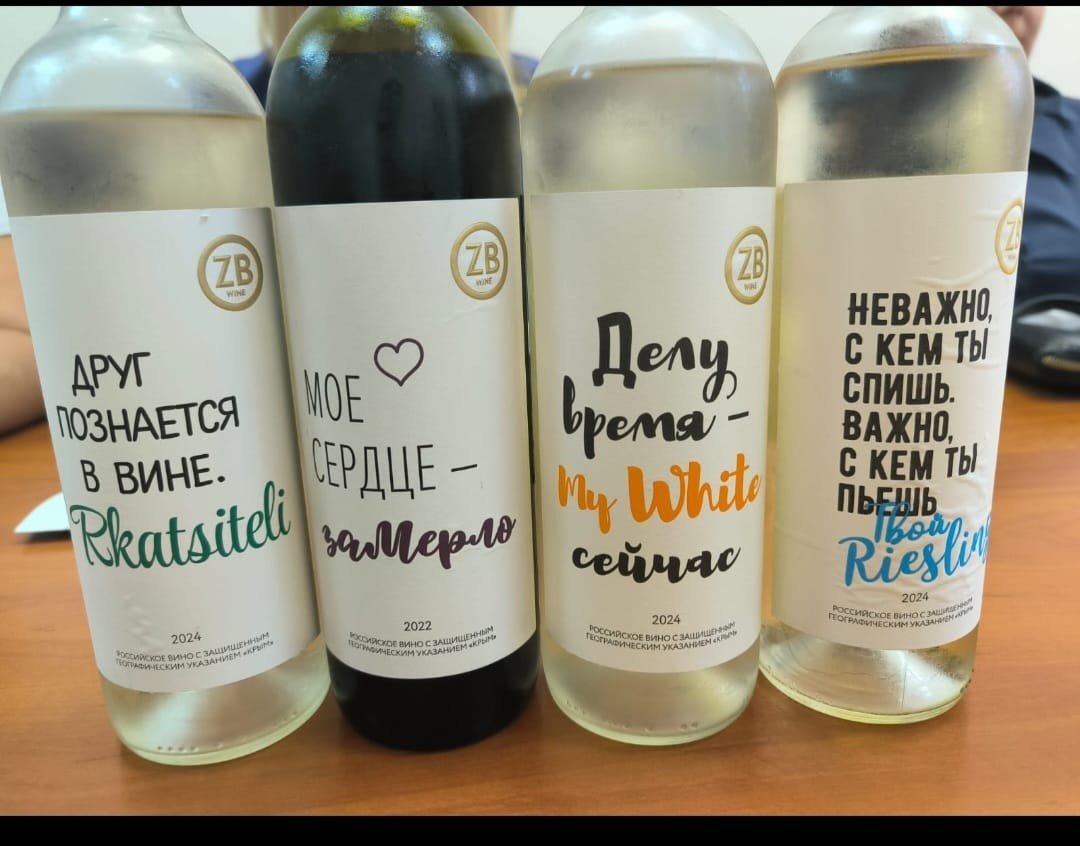 ZB
WINE
ДРУГ
ПОЗНАЕТСЯ
В ВИНЕ.
Rkatsiteli
2024
РОССИЙСКОЕ ВИНО С ЗАЩИЩЕННЫМ
ГЕОГРАФИЧЕСКИМ УКАЗАНИЕМ «КРЫМ»
ZB
WINE
МОЕ
СЕРДЦЕ –
заМерло
2022
РОССИЙСКОЕ ВИНО С ЗАЩИЩЕННЫМ
ГЕОГРАФИЧЕСКИМ УКАЗАНИЕМ «КРЫМ»
ZB
WINE
Делу
время –
My White
сейчас
2024
РОССИЙСКОЕ ВИНО С ЗАЩИЩЕННЫМ
ГЕОГРАФИЧЕСКИМ УКАЗАНИЕМ «КРЫМ»
ZB
WINE
НЕВАЖНО,
С КЕМ ТЫ
СПИШЬ.
ВАЖНО,
С КЕМ ТЫ
ПЬЕШЬ
Твой
Riesling
2024
РОССИЙСКОЕ ВИНО С ЗАЩИЩЕННЫМ
ГЕОГРАФИЧЕСКИМ УКАЗАНИЕМ «КРЫМ»